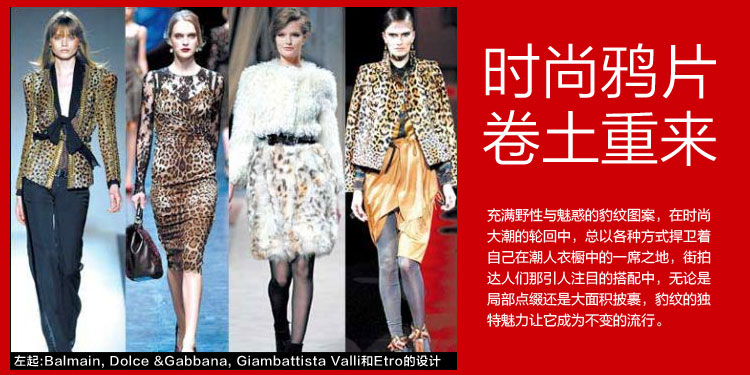 时尚鸦片
卷土重来
充满野性与魅惑的豹纹图案，在时尚
大潮的轮回中，总以各种方式捍卫着
自己在潮人衣橱中的一席之地，街拍
达人们那引人注目的搭配中，无论是
局部点缀还是大面积披裹，豹纹的独
特魅力让它成为不变的流行。
左起:Balmain, Dolce &Gabbana, Giambattista Valli和Etro的设计